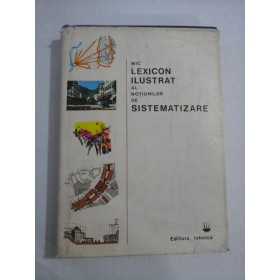 MIC
LEXICON
ILUSTRAT
AL
NOȚIUNILOR
DE
SISTEMATIZARE
Editura tehnică